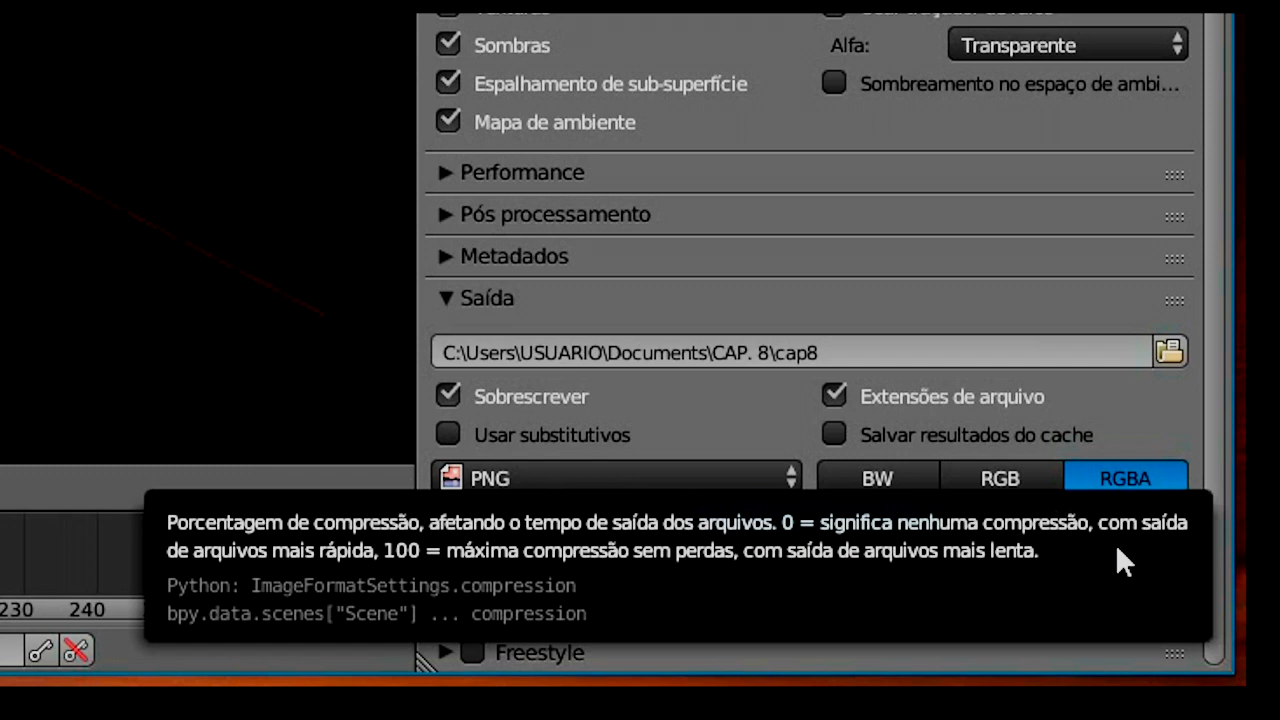 Sombras
Alfa:
Transparente
Espalhamento de sub-superfície
Sombreamento no espaço de ambi...
Mapa de ambiente
Performance
Pós processamento
Metadados
Saída
C:\Users\USUARIO\Documents\CAP. 8\cap8
Sobrescrever
Extensões de arquivo
Usar substitutivos
Salvar resultados do cache
PNG
BW
RGB
RGBA
Porcentagem de compressão, afetando o tempo de saída dos arquivos. 0 = significa nenhuma compressão, com saída
de arquivos mais rápida, 100 = máxima compressão sem perdas, com saída de arquivos mais lenta.
Python: ImageFormatSettings.compression
bpy.data.scenes["Scene"] ... compression
230
240
Freestyle